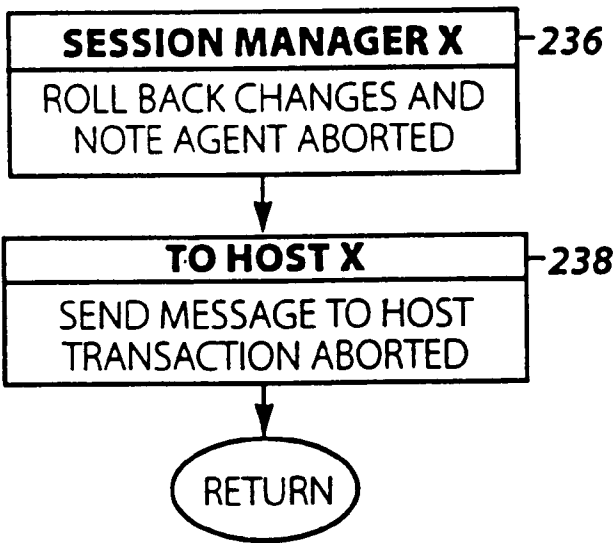 SESSION MANAGER X
236
ROLL BACK CHANGES AND
NOTE AGENT ABORTED
TO HOST X
238
SEND MESSAGE TO HOST
TRANSACTION ABORTED
RETURN